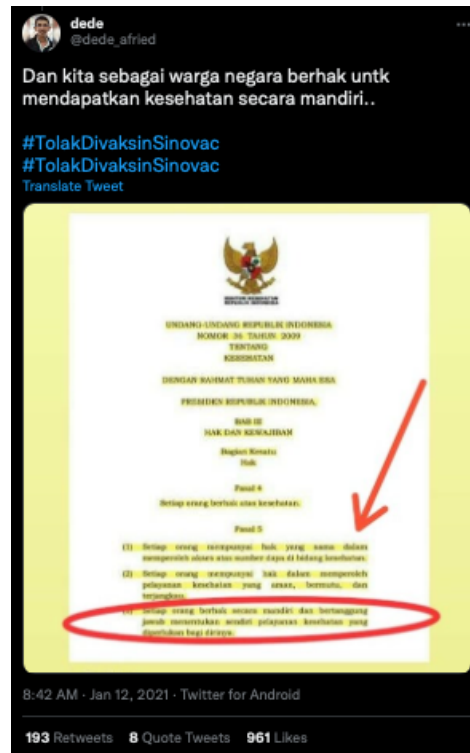 dede
@dede_afried
Dan kita sebagai warga negara berhak untk
mendapatkan kesehatan secara mandiri..
#TolakDivaksinSinovac
#TolakDivaksinSinovac
Translate Tweet
UNDANG-UNDANG REPUBLIK INDONESIA
NOMOR 36 TAHUN 2009
TENTANG
KESEHATAN
DENGAN RAHMAT TUHAN YANG MAHA ESA
PRESIDEN REPUBLIK INDONESIA,
BAB III
HAK DAN KEWAJIBAN
Bagian Kesatu
Hak
Pasal 4
Setiap orang berhak atas kesehatan.
Pasal 5
(1) Setiap orang mempunyai hak yang sama dalam
memperoleh akses atas sumber daya di bidang kesehatan.
(2) Setiap orang mempunyai hak dalam memperoleh
pelayanan kesehatan yang aman, bermutu, dan
terjangkau.
(3) Setiap orang berhak secara mandiri dan bertanggung
jawab menentukan sendiri pelayanan kesehatan yang
diperlukan bagi dirinya.
8:42 AM · Jan 12, 2021 · Twitter for Android
193 Retweets 8 Quote Tweets 961 Likes